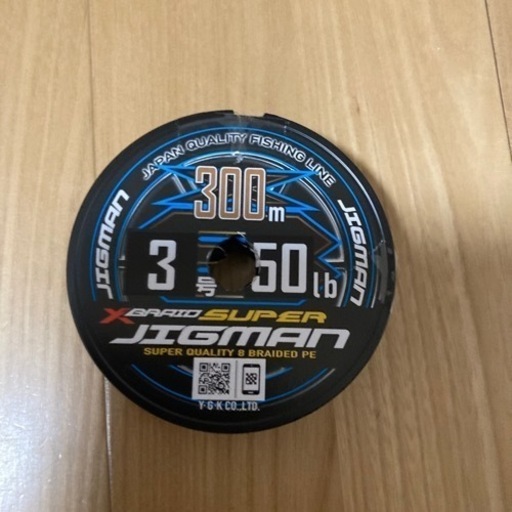 JAPAN QUALITY FISHING LINE
JIGMAN
JIGMAN
300m
3号
50lb
X-BRAID SUPER
JIGMAN
SUPER QUALITY 8 BRAIDED PE
Y·G·K CO.,LTD.